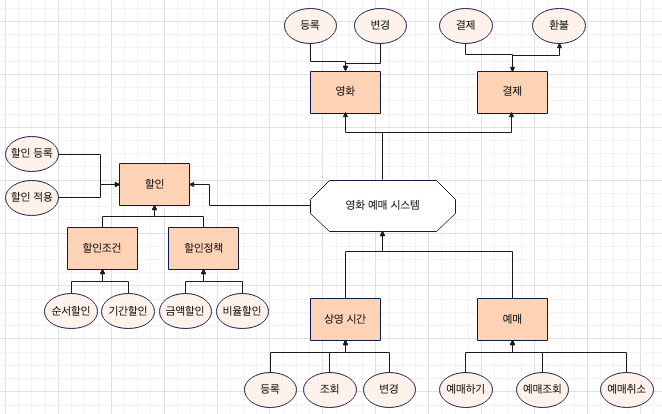 등록
변경
결제
환불
영화
결제
할인 등록
할인 적용
할인
영화 예매 시스템
할인조건
할인정책
순서할인
기간할인
금액할인
비율할인
상영 시간
예매
등록
조회
변경
예매하기
예매조회
예매취소